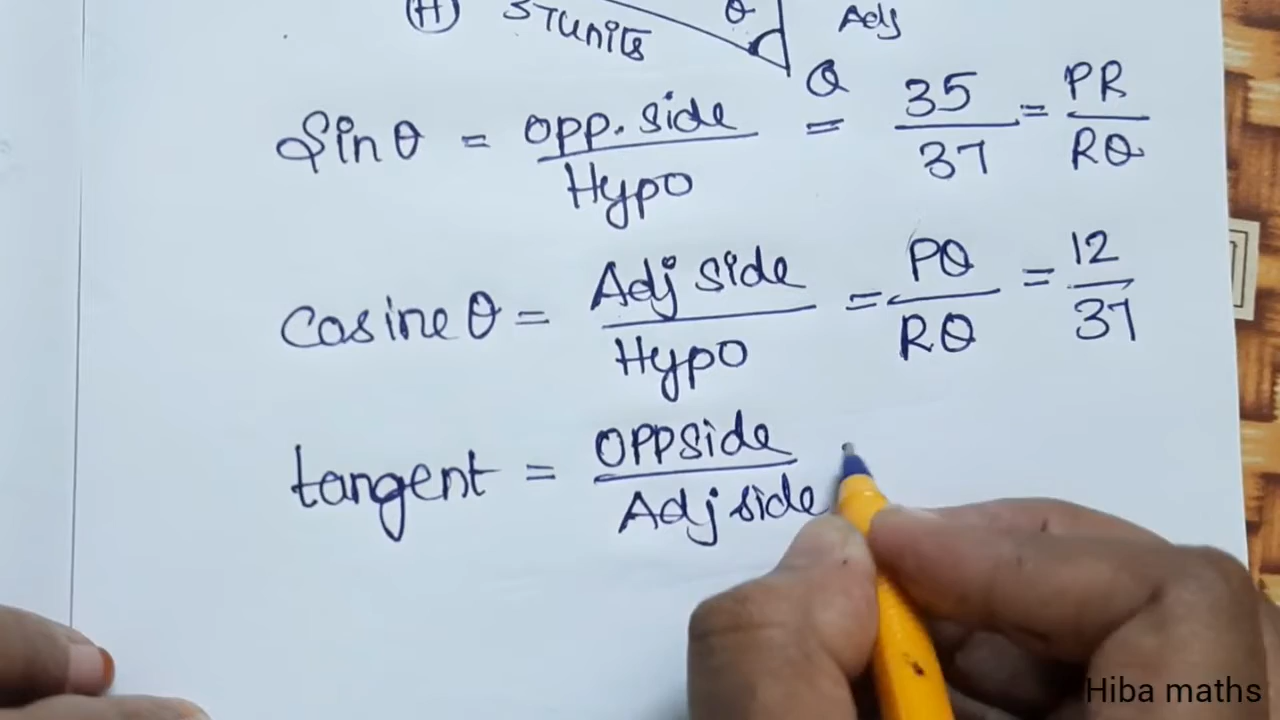 H 37units θ Adj
Q
Sin θ = Opp. side / Hypo = 35 / 37 = PR / RQ
Cosine θ = Adj side / Hypo = PQ / RQ = 12 / 37
tangent = OPPSide / Adj side
Hiba maths